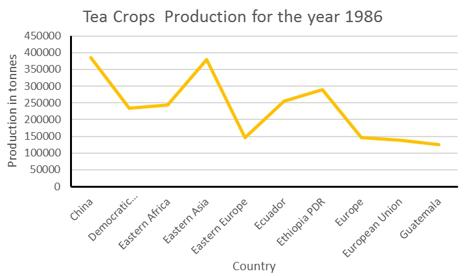 Tea Crops Production for the year 1986
450000
400000
350000
300000
250000
200000
150000
100000
50000
0
Production in tonnes
China
Democratic...
Eastern Africa
Eastern Asia
Eastern Europe
Ecuador
Ethiopia PDR
Europe
European Union
Guatemala
Country